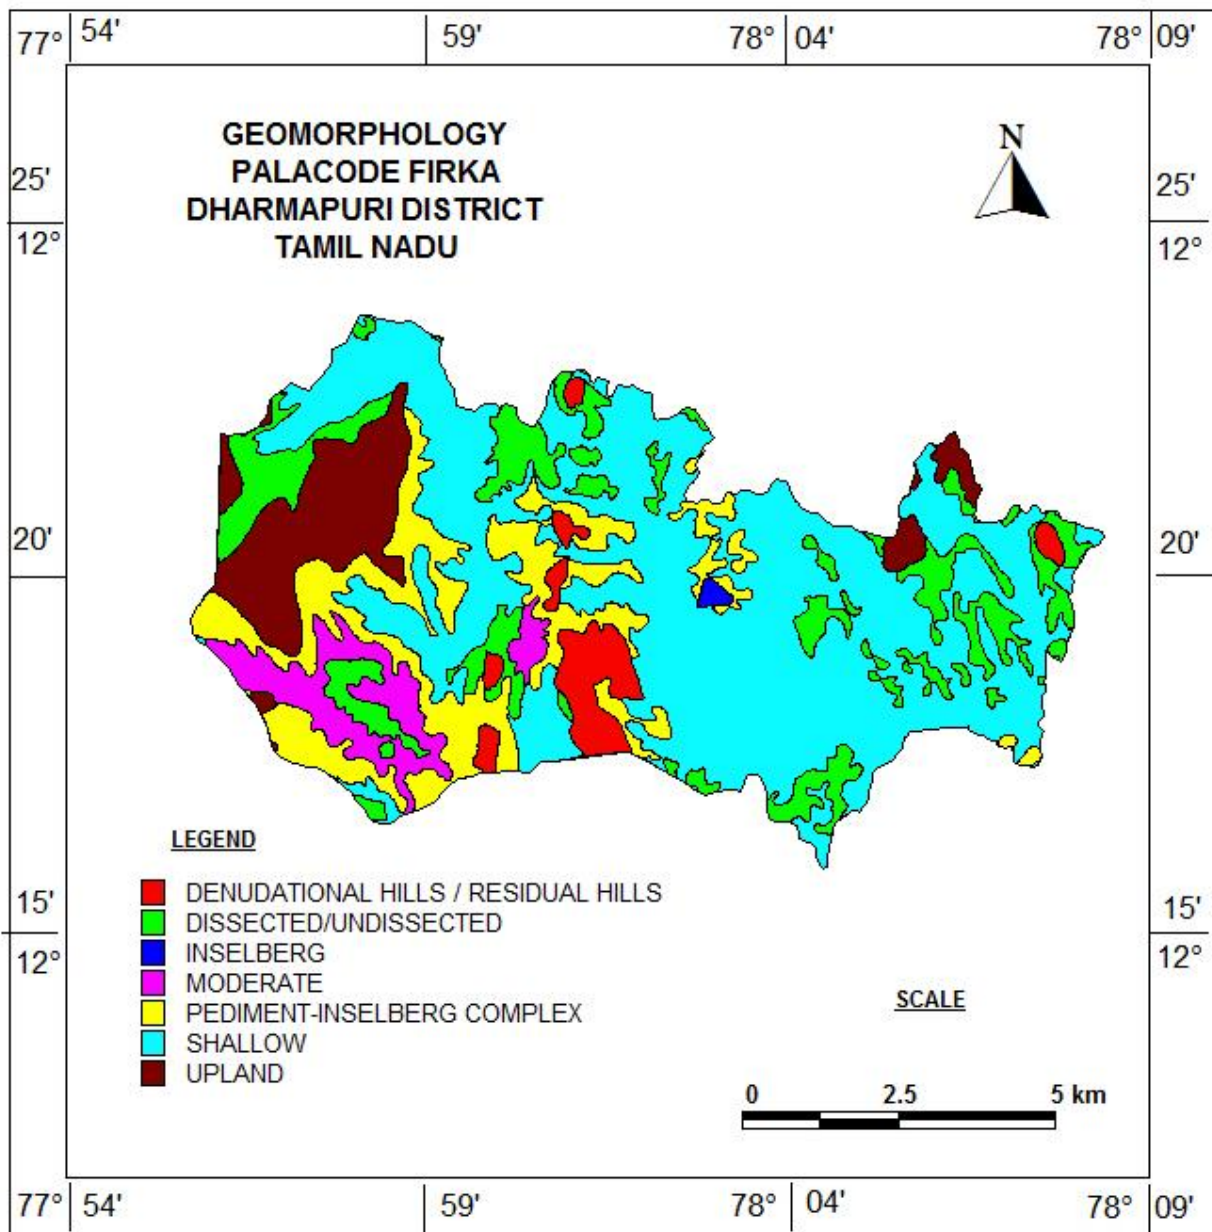 77° 54' 59' 78° 04' 78° 09'
GEOMORPHOLOGY
PALACODE FIRKA
DHARMAPURI DISTRICT
TAMIL NADU
N
25' 25'
12° 12°
20' 20'
LEGEND
DENUDATIONAL HILLS / RESIDUAL HILLS
DISSECTED/UNDISSECTED
INSELBERG
MODERATE
PEDIMENT-INSELBERG COMPLEX
SHALLOW
UPLAND
15' 15'
12° 12°
SCALE
0 2.5 5 km
77° 54' 59' 78° 04' 78° 09'